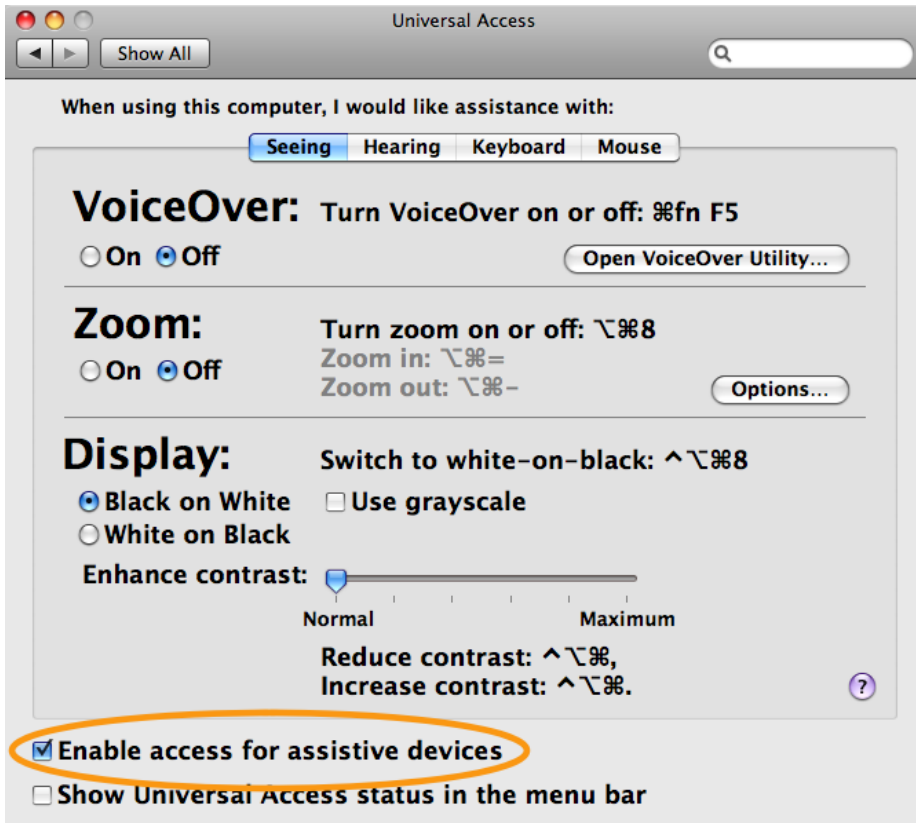 Universal Access
Show All
When using this computer, I would like assistance with:
Seeing Hearing Keyboard Mouse
VoiceOver: Turn VoiceOver on or off: ⌘fn F5
On Off Open VoiceOver Utility...
Zoom: Turn zoom on or off: ⌥⌘8
On Off Zoom in: ⌥⌘=
Zoom out: ⌥⌘-
Options...
Display: Switch to white-on-black: ^⌥⌘8
Black on White Use grayscale
White on Black
Enhance contrast:
Normal Maximum
Reduce contrast: ^⌥⌘,
Increase contrast: ^⌥⌘.
?
Enable access for assistive devices
Show Universal Access status in the menu bar